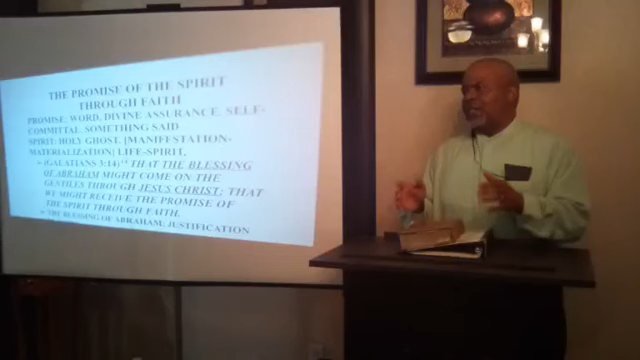 THE PROMISE OF THE SPIRIT
THROUGH FAITH
PROMISE: WORD, DIVINE ASSURANCE, SELF-
COMMITTAL, SOMETHING SAID
SPIRIT: HOLY GHOST, [MANIFESTATION-
MATERIALIZATION] LIFE-SPIRIT,
(GALATIANS 3:14) 14 THAT THE BLESSING
OF ABRAHAM MIGHT COME ON THE
GENTILES THROUGH JESUS CHRIST; THAT
WE MIGHT RECEIVE THE PROMISE OF
THE SPIRIT THROUGH FAITH.
THE BLESSING OF ABRAHAM: JUSTIFICATION